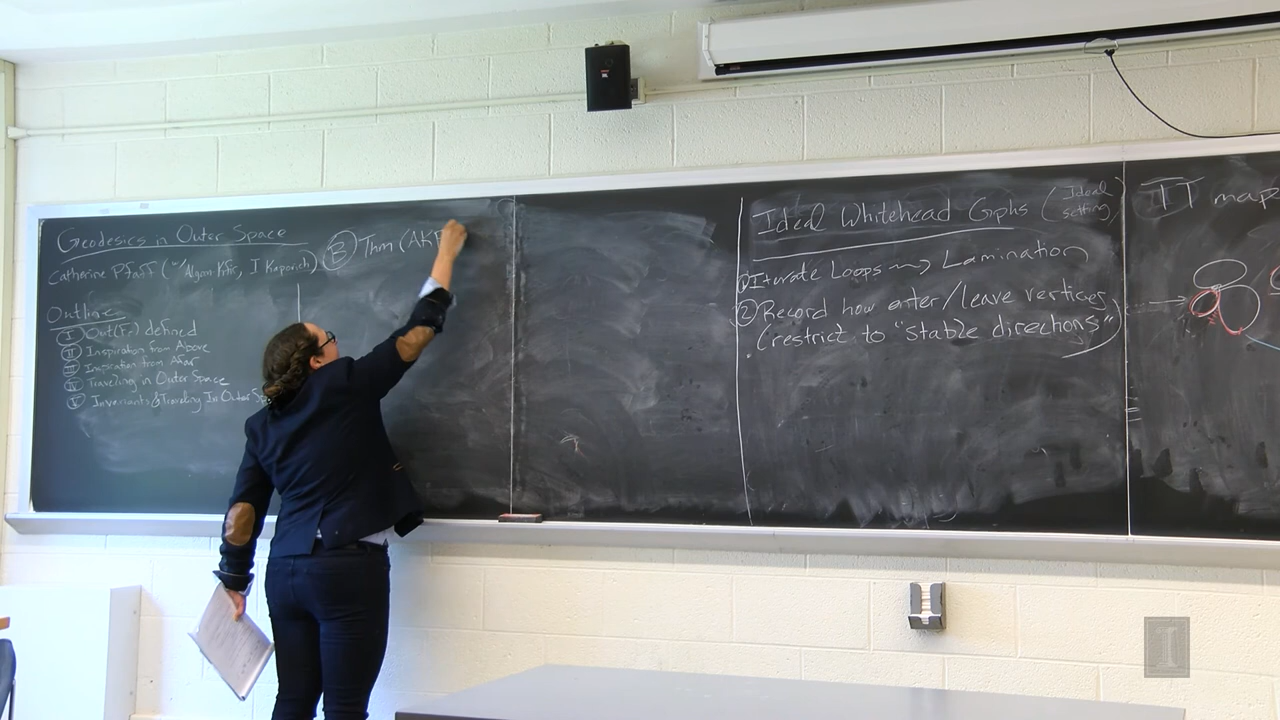 Geodesics in Outer Space
Catherine Pfaff (w/ Algom Kfir, I Kapovich)
Outline
I Out(Fr) defined
II Inspiration from Above
III Inspiration from Afar
IV Traveling in Outer Space
V Invariants & Traveling In Outer Sp
B Thm (AKP
Ideal Whitehead Gphs (Ideal setting)
① Iterate Loops ⇝ Lamination
② Record how enter/leave vertices
(restrict to "stable directions")
TT map
I